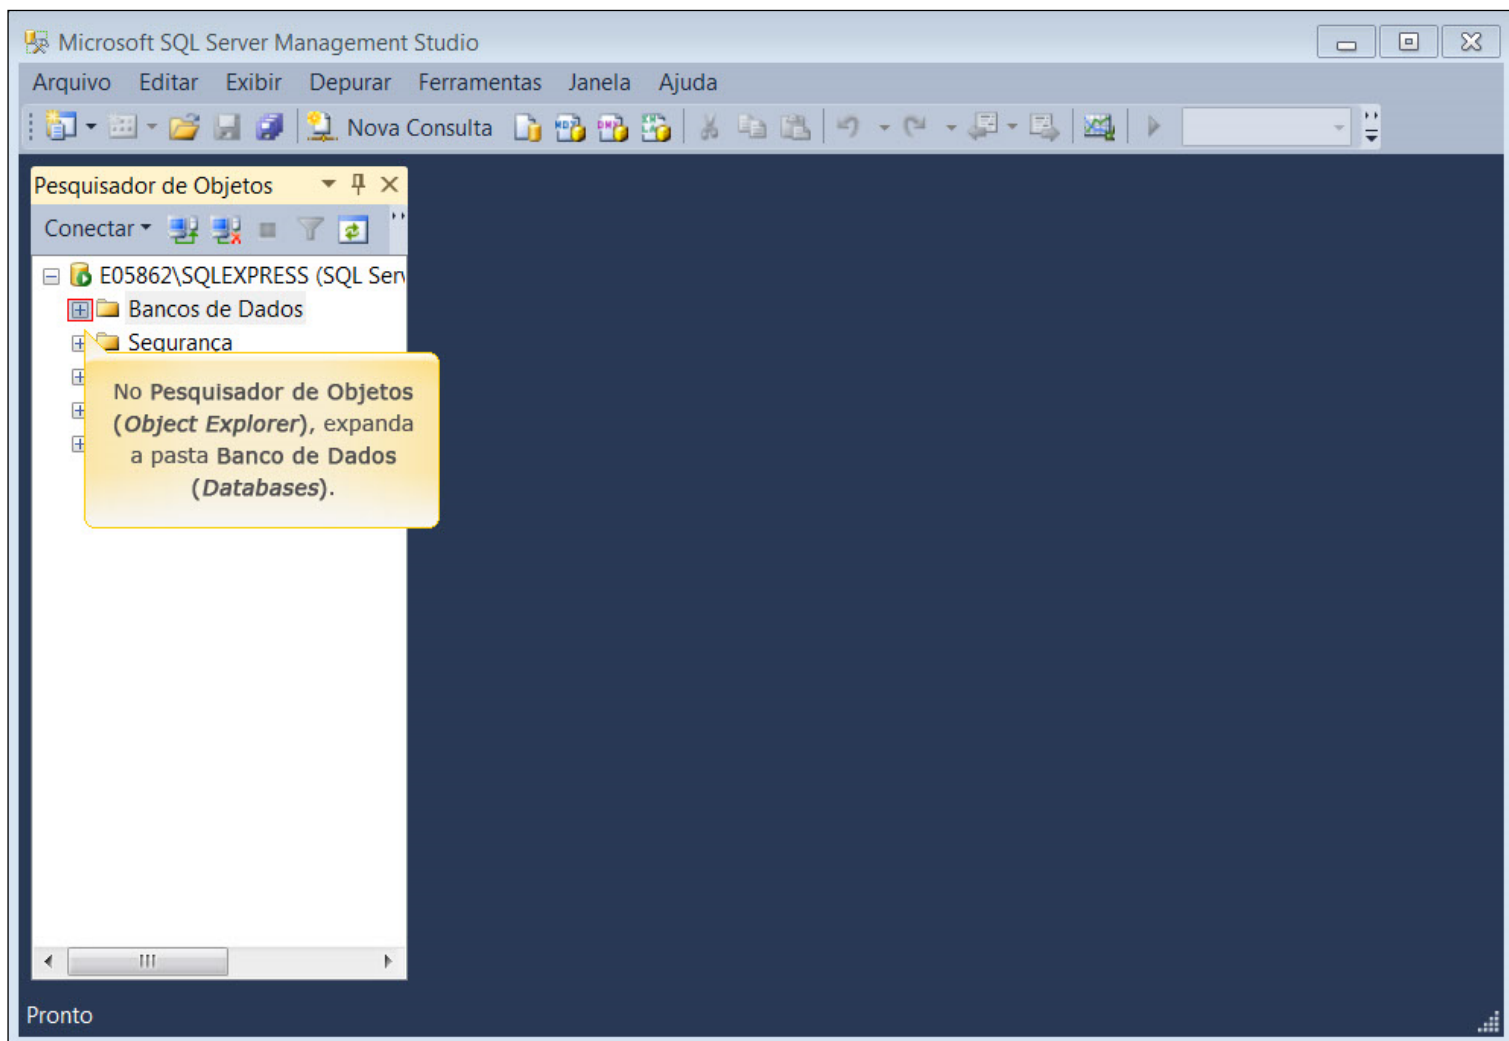 Microsoft SQL Server Management Studio
Arquivo Editar Exibir Depurar Ferramentas Janela Ajuda
Nova Consulta
Pesquisador de Objetos
Conectar
E05862\SQLEXPRESS (SQL Serv
Bancos de Dados
Segurança
No Pesquisador de Objetos
(Object Explorer), expanda
a pasta Banco de Dados
(Databases).
Pronto